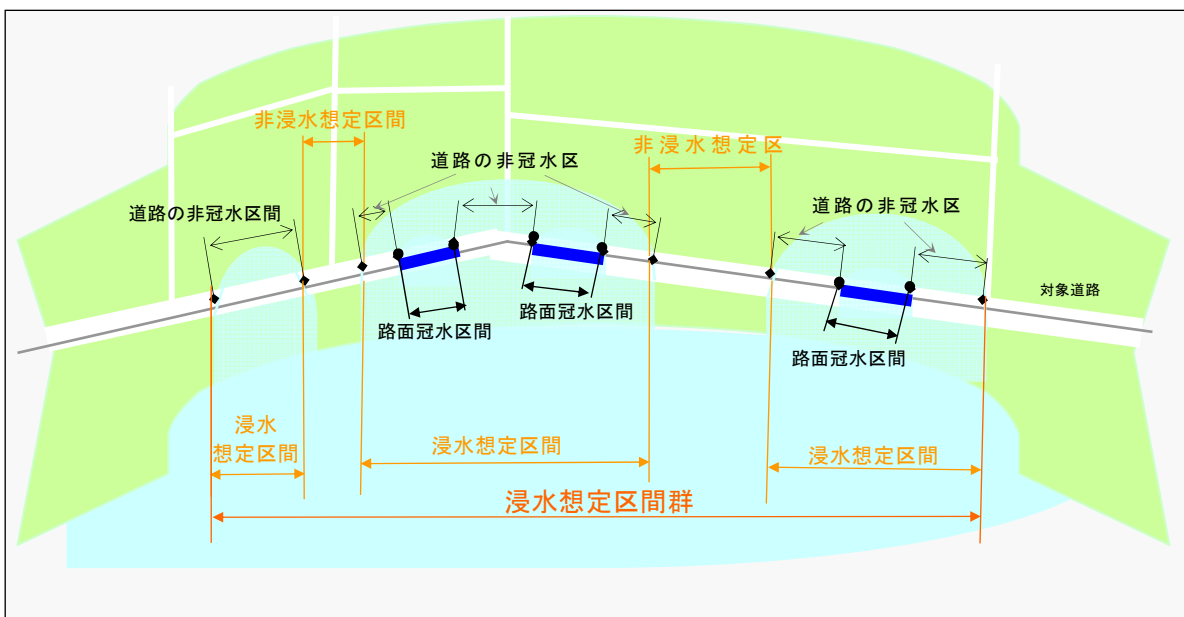 非浸水想定区間
非浸水想定区
道路の非冠水区
道路の非冠水区間
道路の非冠水区
対象道路
路面冠水区間
路面冠水区間
路面冠水区間
浸水
想定区間
浸水想定区間
浸水想定区間
浸水想定区間群